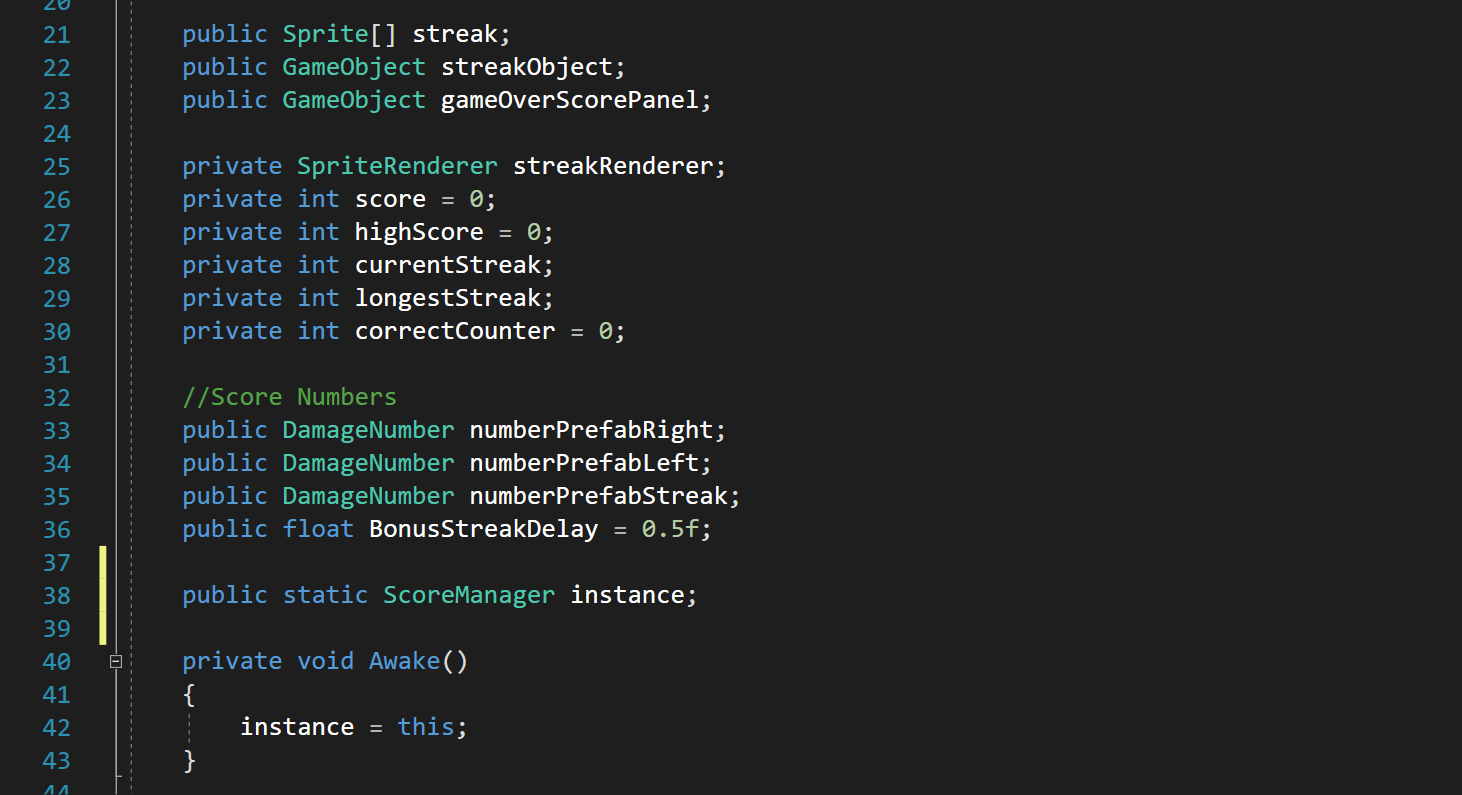 20
21 public Sprite[] streak;
22 public GameObject streakObject;
23 public GameObject gameOverScorePanel;
24
25 private SpriteRenderer streakRenderer;
26 private int score = 0;
27 private int highScore = 0;
28 private int currentStreak;
29 private int longestStreak;
30 private int correctCounter = 0;
31
32 //Score Numbers
33 public DamageNumber numberPrefabRight;
34 public DamageNumber numberPrefabLeft;
35 public DamageNumber numberPrefabStreak;
36 public float BonusStreakDelay = 0.5f;
37
38 public static ScoreManager instance;
39
40 private void Awake()
41 {
42 instance = this;
43 }
44